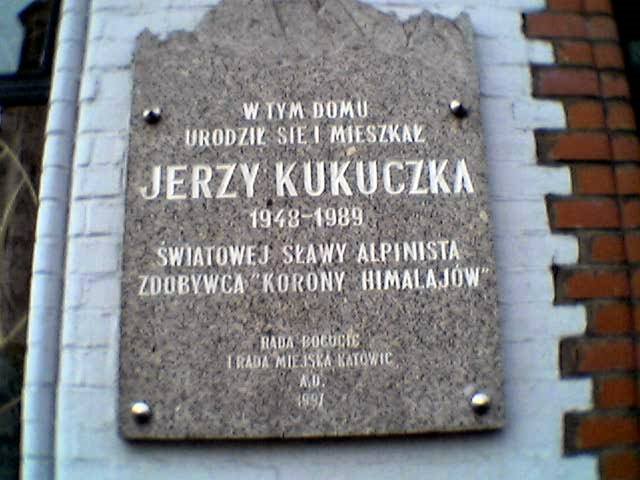 W TYM DOMU
URODZIŁ SIĘ I MIESZKAŁ
JERZY KUKUCZKA
1948-1989
ŚWIATOWEJ SŁAWY ALPINISTA
ZDOBYWCA "KORONY HIMALAJÓW"
RADA BOGUCIC
I RADA MIEJSKA KATOWIC
A.D.
1997